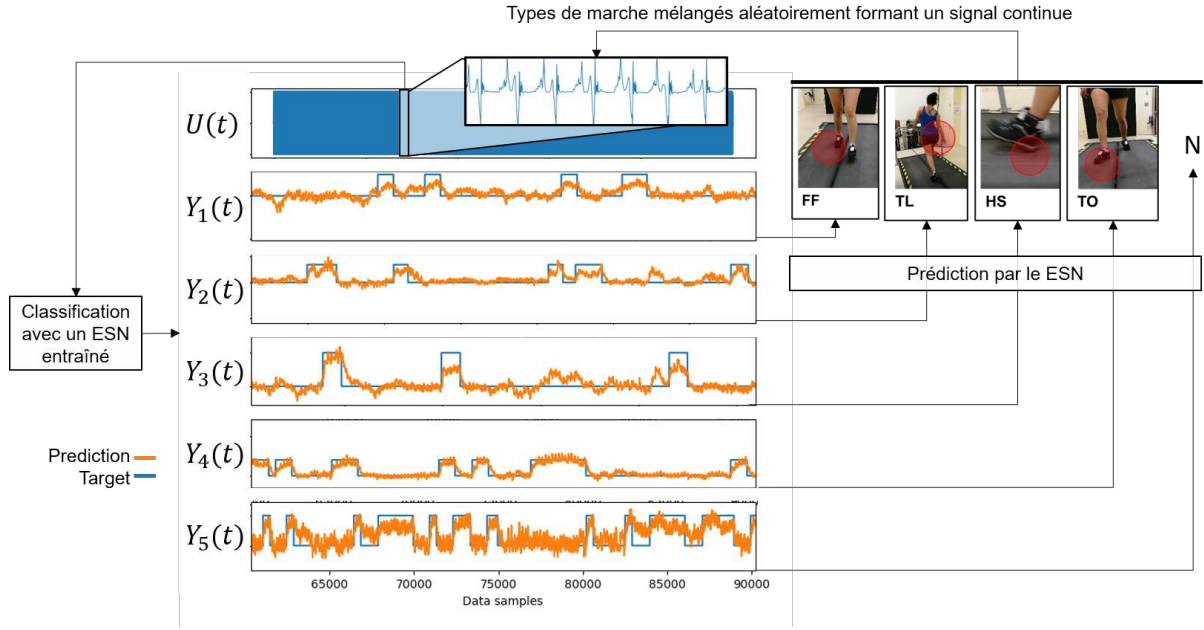 Types de marche mélangés aléatoirement formant un signal continue
U(t)
Y1(t)
FF
TL
HS
TO
N
Prédiction par le ESN
Y2(t)
Classification
avec un ESN
entraîné
Y3(t)
Prediction
Target
Y4(t)
Y5(t)
65000 70000 75000 80000 85000 90000
Data samples